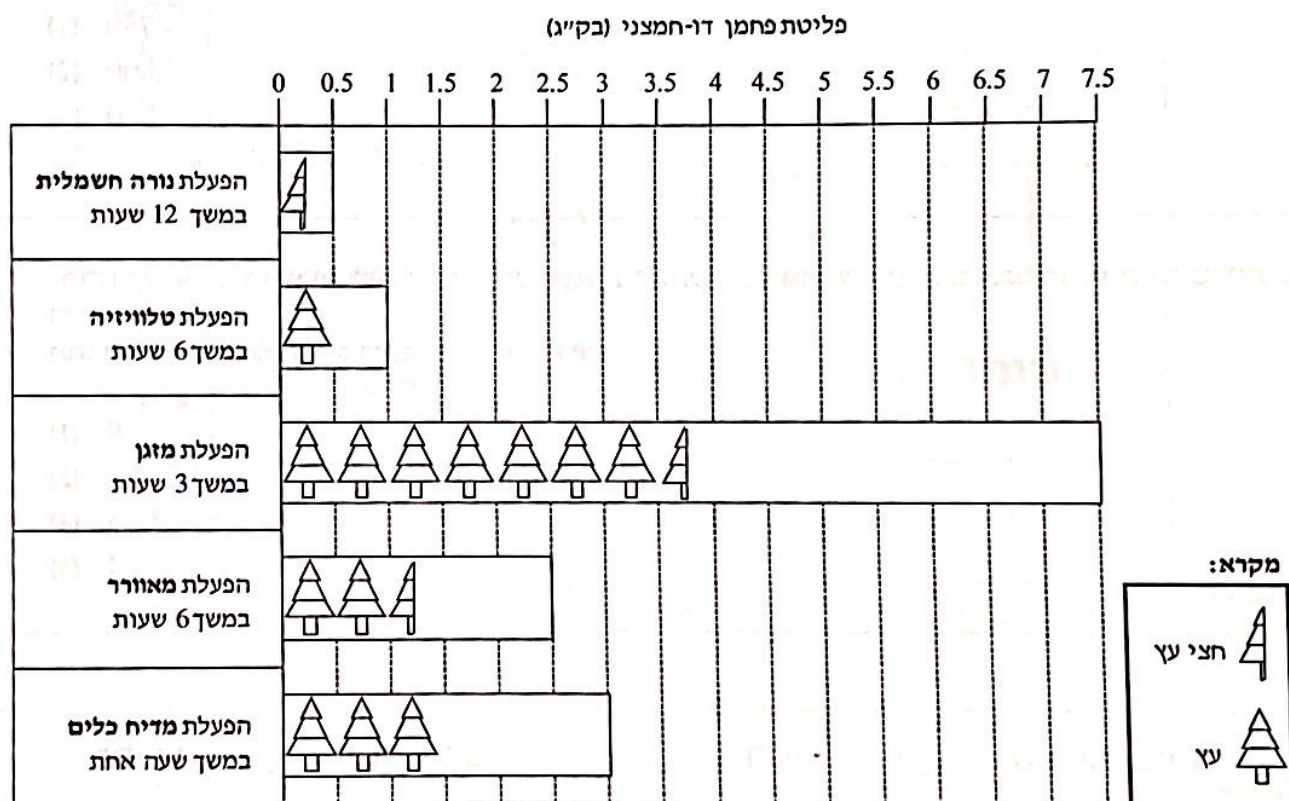 פליטת פחמן דו-חמצני (בק"ג)
0 0.5 1 1.5 2 2.5 3 3.5 4 4.5 5 5.5 6 6.5 7 7.5
הפעלת נורה חשמלית
במשך 12 שעות
הפעלת טלוויזיה
במשך 6 שעות
הפעלת מזגן
במשך 3 שעות
הפעלת מאוורר
במשך 6 שעות
הפעלת מדיח כלים
במשך שעה אחת
מקרא:
חצי עץ
עץ